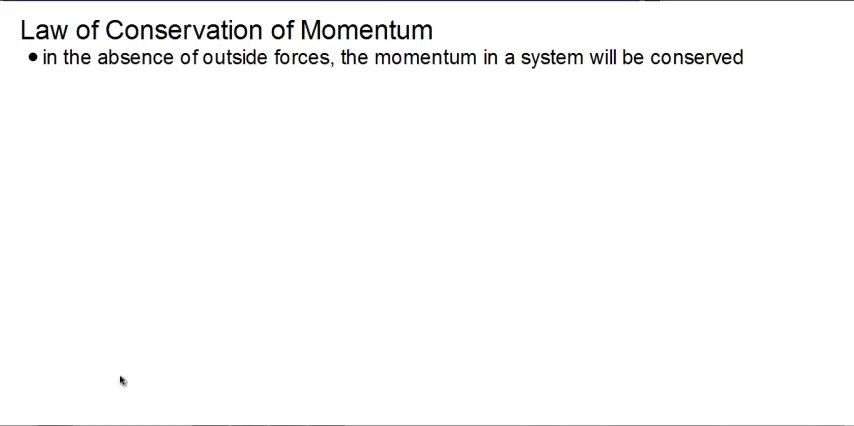 Law of Conservation of Momentum
• in the absence of outside forces, the momentum in a system will be conserved